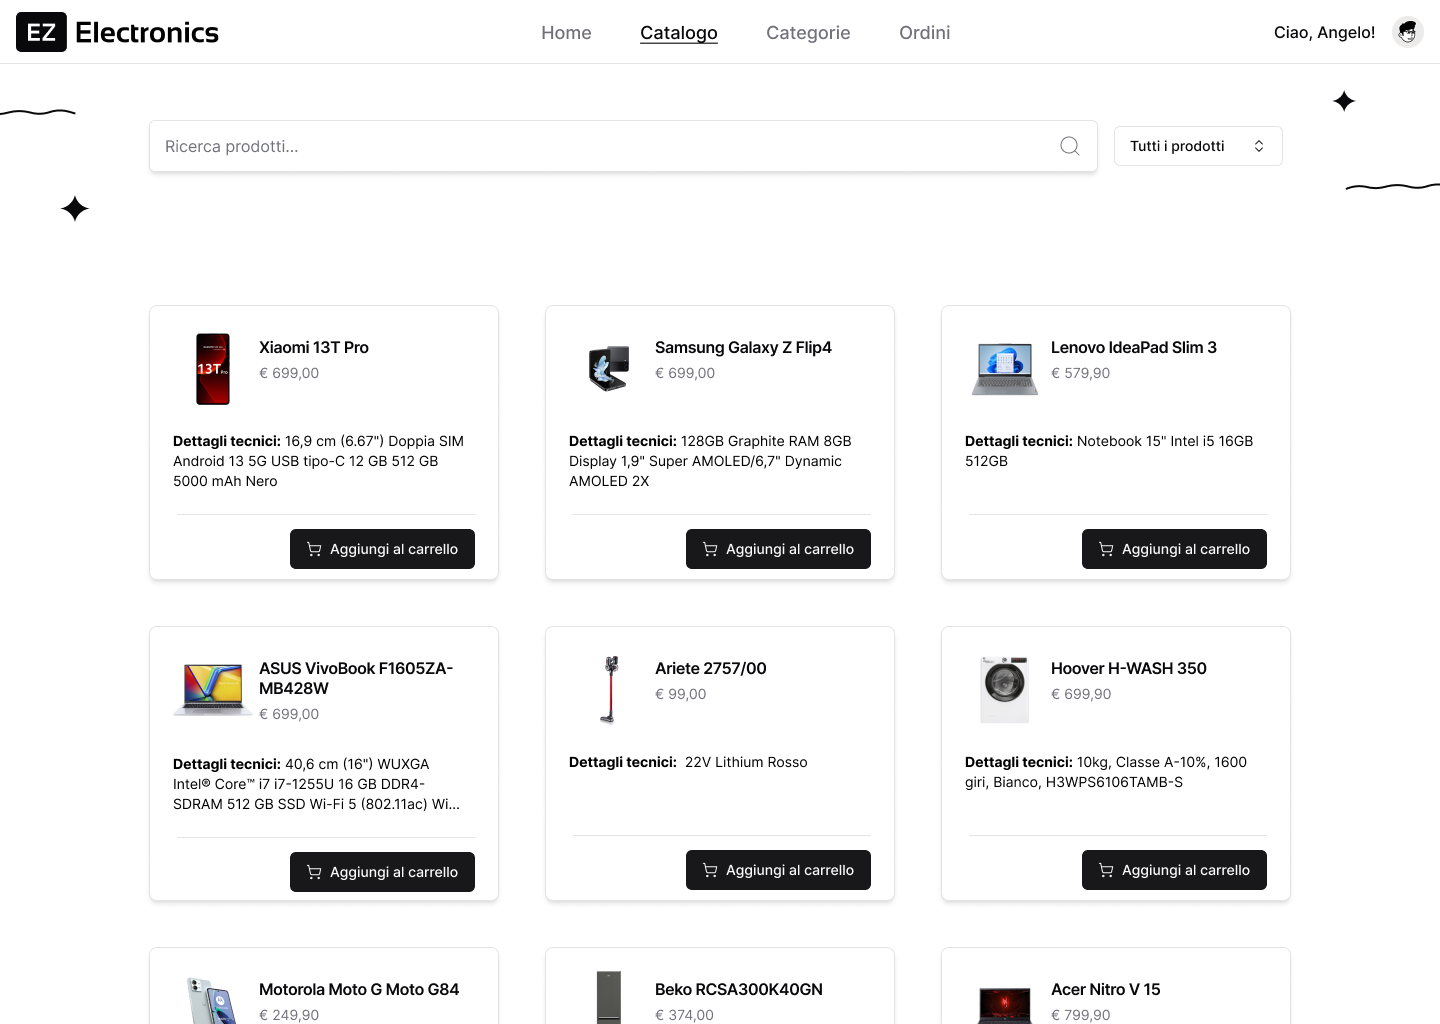 EZ Electronics
Home Catalogo Categorie Ordini
Ciao, Angelo!
Ricerca prodotti...
Tutti i prodotti
13T Pro
Xiaomi 13T Pro
€ 699,00
Dettagli tecnici: 16,9 cm (6.67") Doppia SIM
Android 13 5G USB tipo-C 12 GB 512 GB
5000 mAh Nero
Aggiungi al carrello
Samsung Galaxy Z Flip4
€ 699,00
Dettagli tecnici: 128GB Graphite RAM 8GB
Display 1,9" Super AMOLED/6,7" Dynamic
AMOLED 2X
Aggiungi al carrello
Lenovo IdeaPad Slim 3
€ 579,90
Dettagli tecnici: Notebook 15" Intel i5 16GB
512GB
Aggiungi al carrello
ASUS VivoBook F1605ZA-
MB428W
€ 699,00
Dettagli tecnici: 40,6 cm (16") WUXGA
Intel® Core™ i7 i7-1255U 16 GB DDR4-
SDRAM 512 GB SSD Wi-Fi 5 (802.11ac) Wi...
Aggiungi al carrello
Ariete 2757/00
€ 99,00
Dettagli tecnici: 22V Lithium Rosso
Aggiungi al carrello
Hoover H-WASH 350
€ 699,90
Dettagli tecnici: 10kg, Classe A-10%, 1600
giri, Bianco, H3WPS6106TAMB-S
Aggiungi al carrello
Motorola Moto G Moto G84
€ 249,90
Beko RCSA300K40GN
€ 374,00
Acer Nitro V 15
€ 799,90